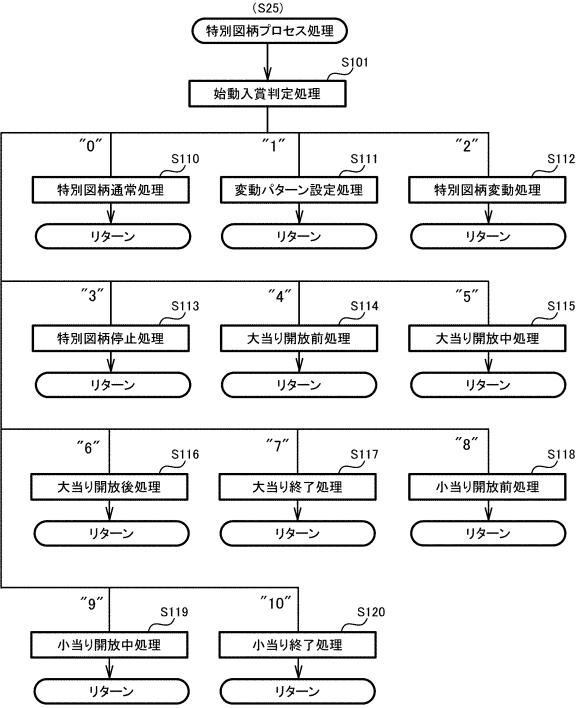 (S25)
特別図柄プロセス処理
S101
始動入賞判定処理
"0"
"1"
"2"
S110
S111
S112
特別図柄通常処理
変動パターン設定処理
特別図柄変動処理
リターン
リターン
リターン
"3"
"4"
"5"
S113
S114
S115
特別図柄停止処理
大当り開放前処理
大当り開放中処理
リターン
リターン
リターン
"6"
"7"
"8"
S116
S117
S118
大当り開放後処理
大当り終了処理
小当り開放前処理
リターン
リターン
リターン
"9"
"10"
S119
S120
小当り開放中処理
小当り終了処理
リターン
リターン